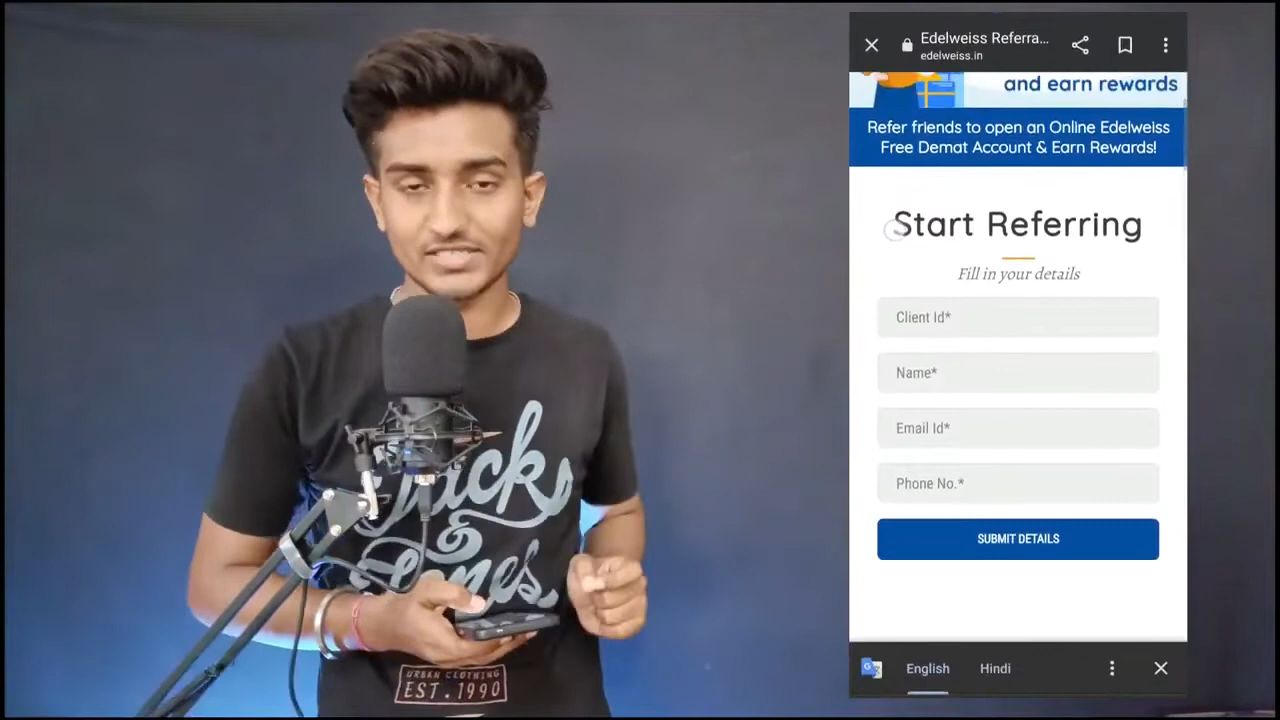 Jack
&
Jones
URBAN CLOTHING
EST.1990
Edelweiss Referra...
edelweiss.in
and earn rewards
Refer friends to open an Online Edelweiss
Free Demat Account & Earn Rewards!
Start Referring
Fill in your details
Client Id*
Name*
Email Id*
Phone No.*
SUBMIT DETAILS
English
Hindi